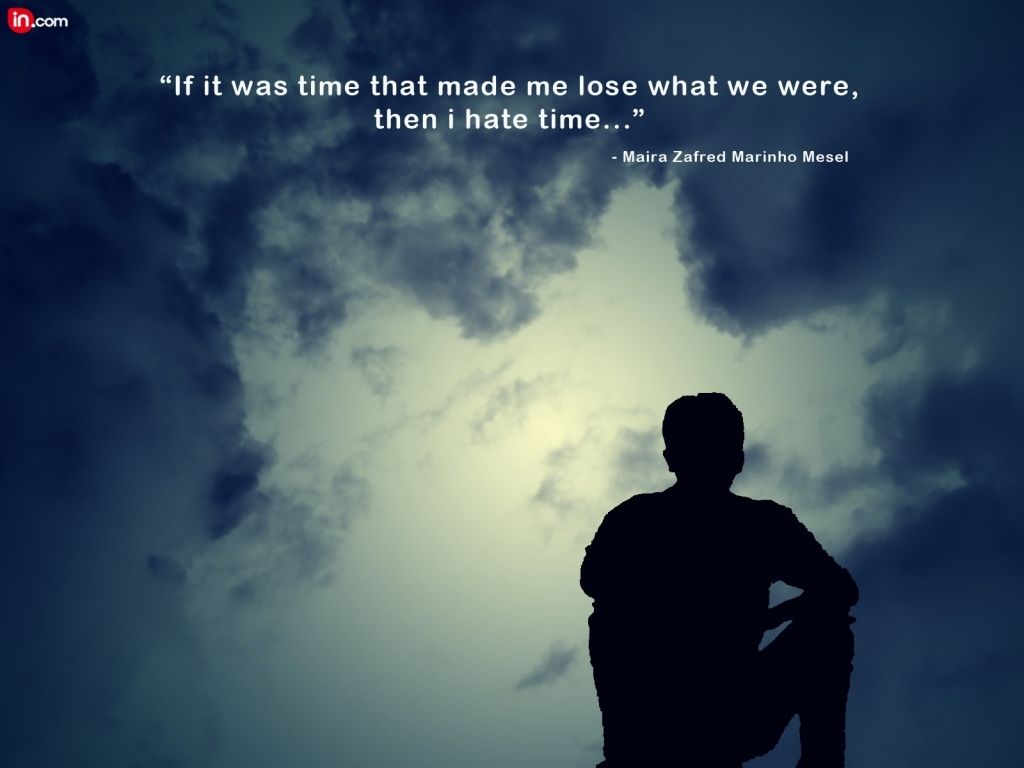 in.com
“If it was time that made me lose what we were,
then i hate time...”
- Maira Zafred Marinho Mesel